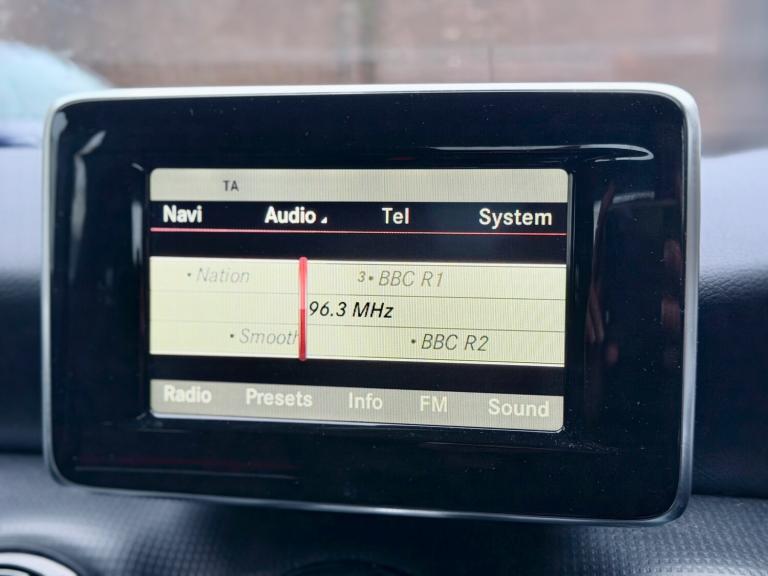 TA
Navi Audio Tel System
• Nation 3• BBC R1
96.3 MHz
• Smooth • BBC R2
Radio Presets Info FM Sound